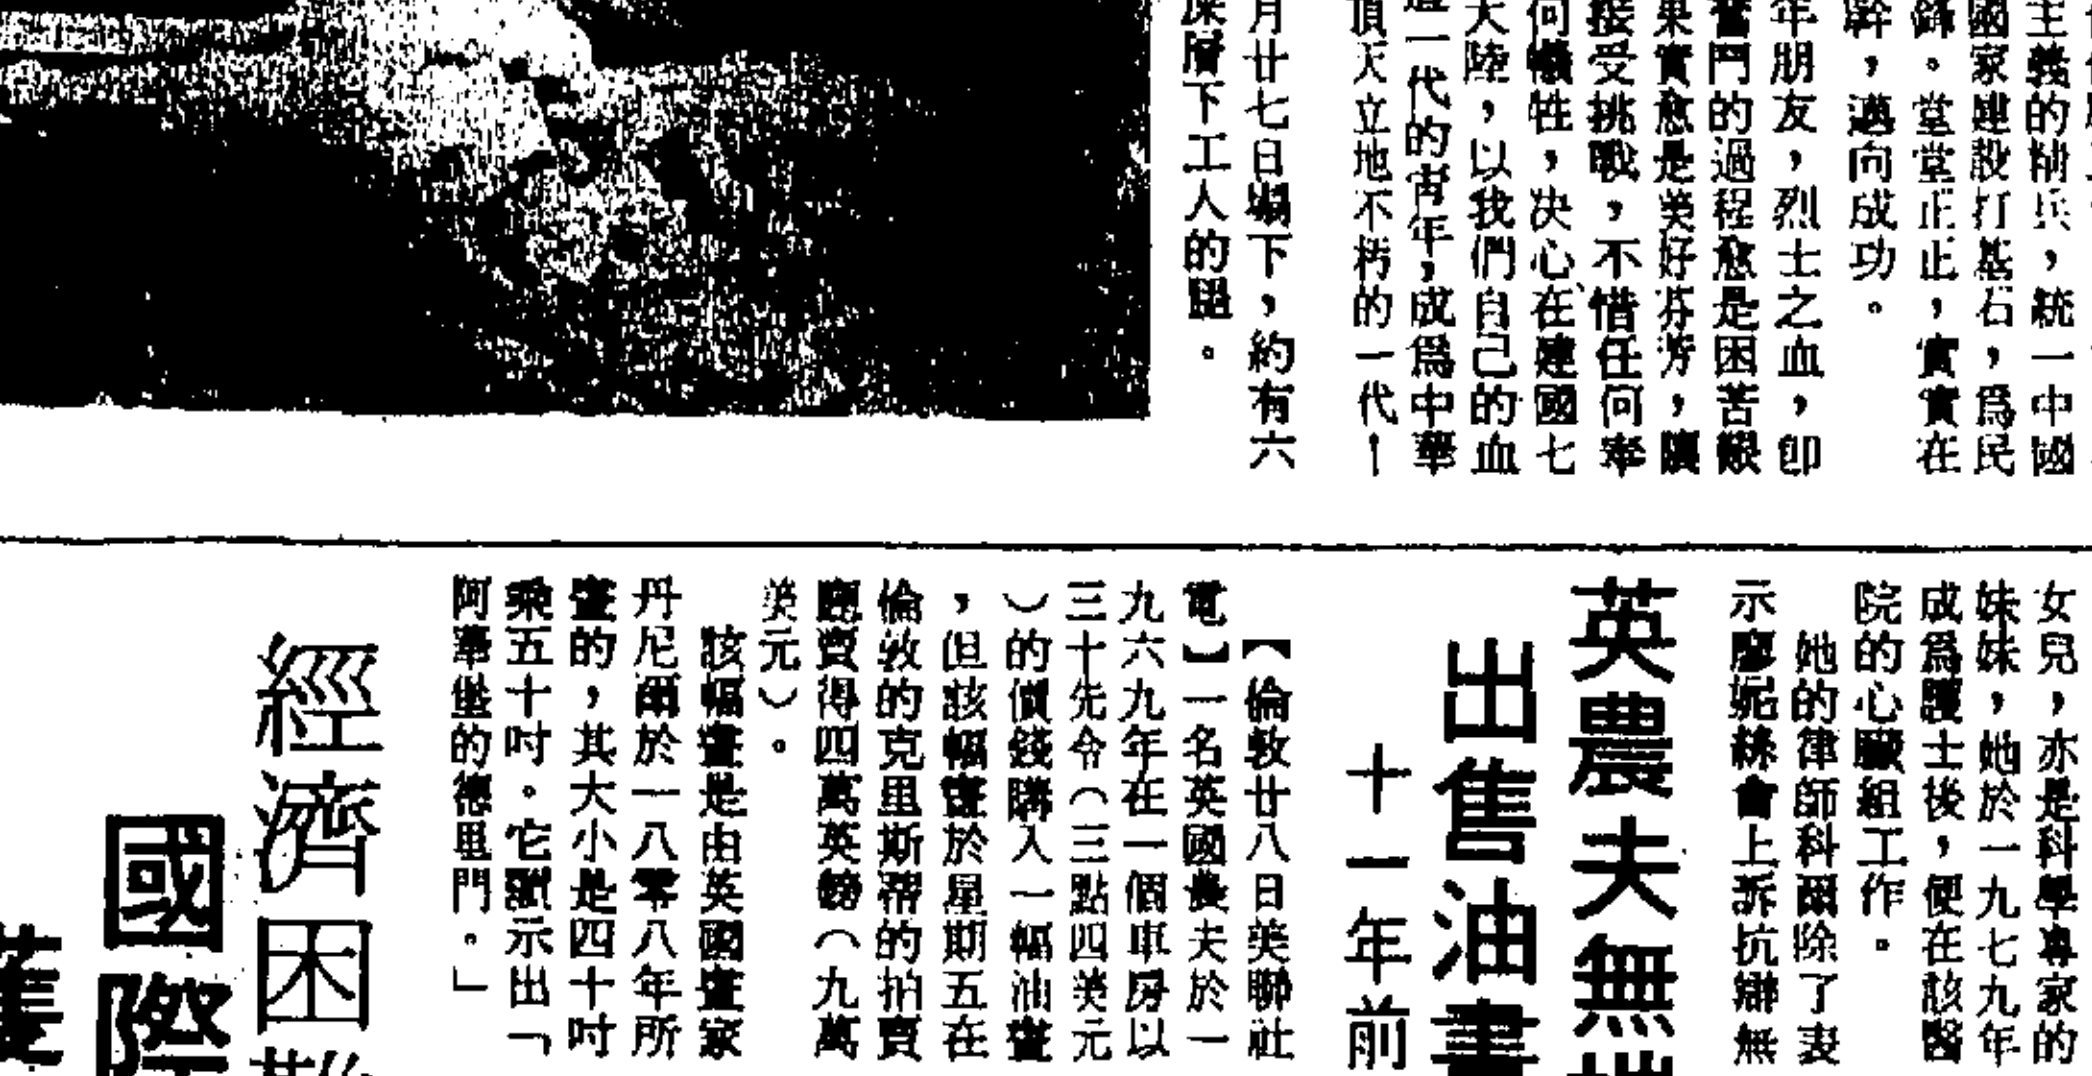 主義的精兵，統一中國
國家建設打基石，爲民
鋒。堂堂正正，實實在
幹，邁向成功。
年朋友，烈士之血，卽
奮鬥的過程愈是困苦艱
果實愈是美好芬芳，讓
接受挑戰，不惜任何奉
何犧牲，决心在建國七
大陸，以我們自己的血
這一代的靑年，成爲中華
頂天立地不朽的一代！
月廿七日塌下，約有六
深層下工人的
女兒，亦是科學專家的
妹妹，她於一九七九年
成爲護士後，便在該醫
院的心臟組工作。
她的律師科爾除了表
示廖妮絲會上訴抗辯無
英農夫無
出售油畫
十一年前
【倫敦廿八日美聯社
電】一名英國農夫於一
九六九年在一個車房以
三十先令（三點四美元
）的價錢購入一幅油畫
，但該幅畫於星期五在
倫敦的克里斯蒂的拍賣
廳賣得四萬英鎊（九萬
美元）。
該幅畫是由英國畫家
丹尼爾於一八零八年所
畫的，其大小是四十吋
乘五十吋。它顯示出「
阿華堡的德里門。」
經濟困難
國際